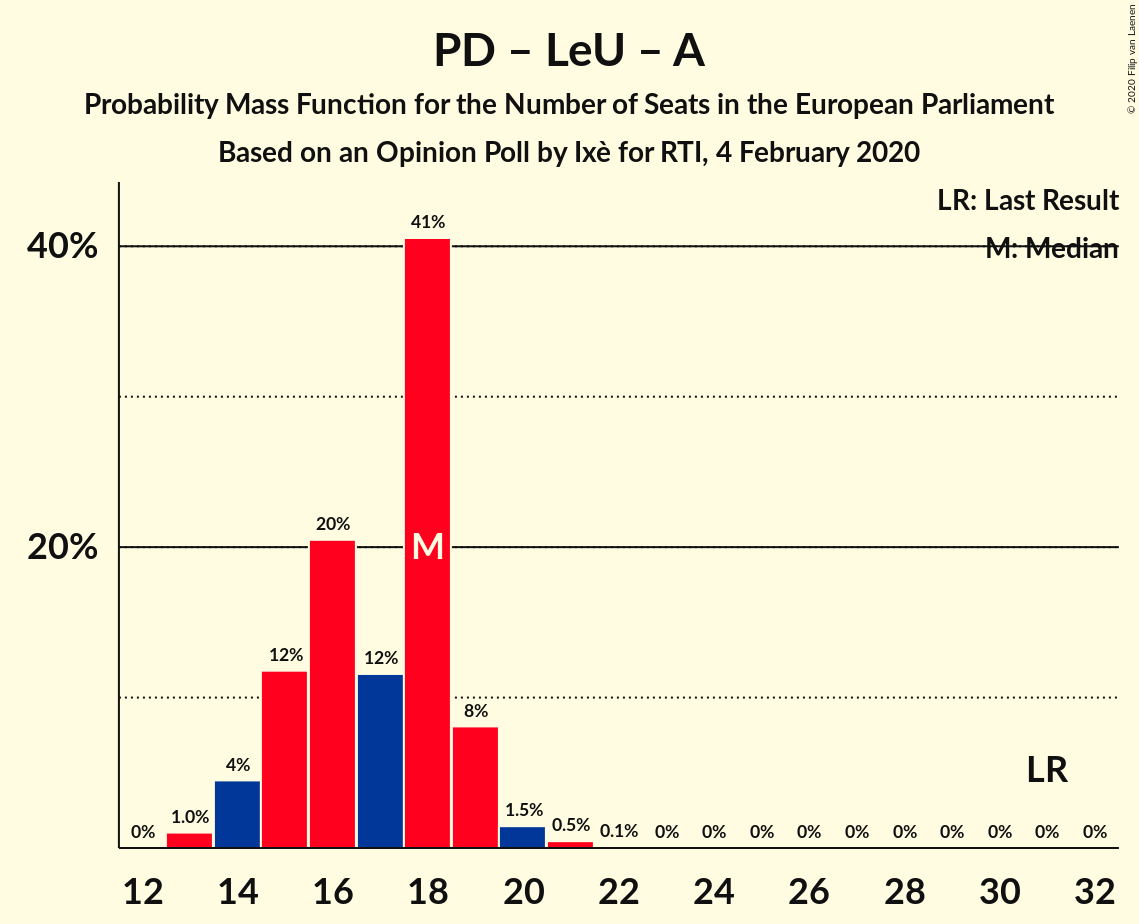 PD – LeU – A
Probability Mass Function for the Number of Seats in the European Parliament
Based on an Opinion Poll by Ixè for RTI, 4 February 2020
© 2020 Filip van Laenen
LR: Last Result
M: Median
40%
20%
0%
1.0%
4%
12%
20%
12%
41%
M
8%
1.5%
0.5%
0.1%
0%
0%
0%
0%
0%
0%
0%
0%
0%
0%
LR
12 14 16 18 20 22 24 26 28 30 32